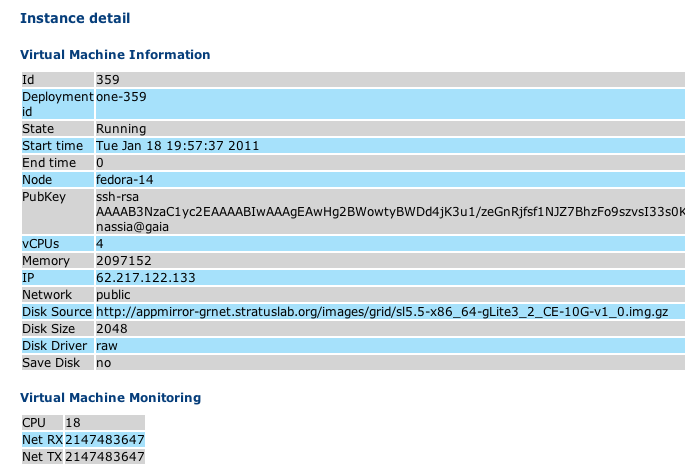 Instance detail
Virtual Machine Information
Id 359
Deployment id one-359
State Running
Start time Tue Jan 18 19:57:37 2011
End time 0
Node fedora-14
PubKey ssh-rsa
AAAAB3NzaC1yc2EAAAABIwAAAgEAwHg2BWowtyBWDd4jK3u1/zeGnRjfsf1NJZ7BhzFo9szvsI33s0K
nassia@gaia
vCPUs 4
Memory 2097152
IP 62.217.122.133
Network public
Disk Source http://appmirror-grnet.stratuslab.org/images/grid/sl5.5-x86_64-gLite3_2_CE-10G-v1_0.img.gz
Disk Size 2048
Disk Driver raw
Save Disk no
Virtual Machine Monitoring
CPU 18
Net RX 2147483647
Net TX 2147483647